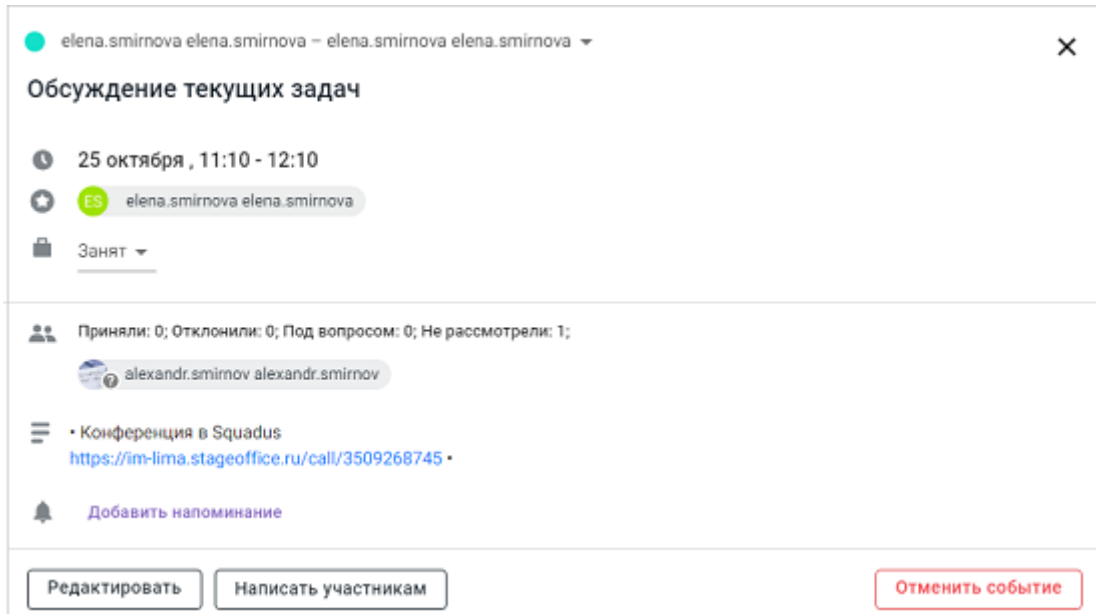 elena.smirnova elena.smirnova – elena.smirnova elena.smirnova
Обсуждение текущих задач
25 октября , 11:10 - 12:10
ES elena.smirnova elena.smirnova
Занят
Приняли: 0; Отклонили: 0; Под вопросом: 0; Не рассмотрели: 1;
? alexandr.smirnov alexandr.smirnov
• Конференция в Squadus
https://im-lima.stageoffice.ru/call/3509268745 •
Добавить напоминание
Редактировать Написать участникам Отменить событие